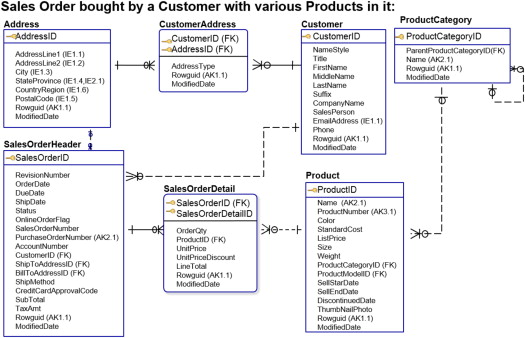 Sales Order bought by a Customer with various Products in it:
Address
AddressID
AddressLine1 (IE1.1)
AddressLine2 (IE1.2)
City (IE1.3)
StateProvince (IE1.4,IE2.1)
CountryRegion (IE1.6)
PostalCode (IE1.5)
Rowguid (AK1.1)
ModifiedDate
CustomerAddress
CustomerID (FK)
AddressID (FK)
AddressType
Rowguid (AK1.1)
ModifiedDate
Customer
CustomerID
NameStyle
Title
FirstName
MiddleName
LastName
Suffix
CompanyName
SalesPerson
EmailAddress (IE1.1)
Phone
Rowguid (AK1.1)
ModifiedDate
ProductCategory
ProductCategoryID
ParentProductCategoryID(FK)
Name (AK2.1)
Rowguid (AK1.1)
ModifiedDate
SalesOrderHeader
SalesOrderID
RevisionNumber
OrderDate
DueDate
ShipDate
Status
OnlineOrderFlag
SalesOrderNumber
PurchaseOrderNumber (AK2.1)
AccountNumber
CustomerID (FK)
ShipToAddressID (FK)
BillToAddressID (FK)
ShipMethod
CreditCardApprovalCode
SubTotal
TaxAmt
Rowguid (AK1.1)
ModifiedDate
SalesOrderDetail
SalesOrderID (FK)
SalesOrderDetailID
OrderQty
ProductID (FK)
UnitPrice
UnitPriceDiscount
LineTotal
Rowguid (AK1.1)
ModifiedDate
Product
ProductID
Name (AK2.1)
ProductNumber (AK3.1)
Color
StandardCost
ListPrice
Size
Weight
ProductCategoryID (FK)
ProductModelID (FK)
SellStartDate
SellEndDate
DiscontinuedDate
ThumbNailPhoto
Rowguid (AK1.1)
ModifiedDate